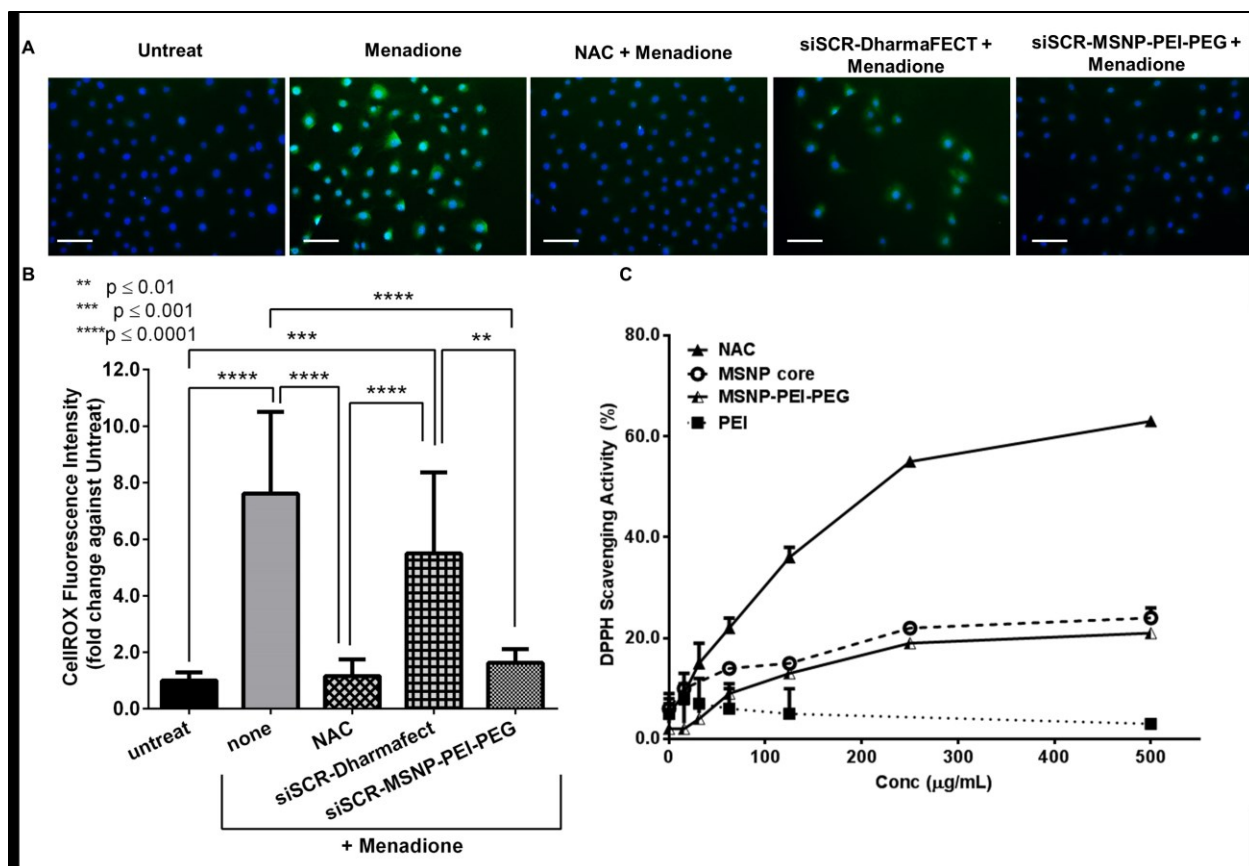 A
Untreat
Menadione
NAC + Menadione
siSCR-DharmaFECT +
Menadione
siSCR-MSNP-PEI-PEG +
Menadione
B
** p ≤ 0.01
*** p ≤ 0.001
****p ≤ 0.0001
****
***
**
****
****
****
CellROX Fluorescence Intensity
(fold change against Untreat)
12.0
10.0
8.0
6.0
4.0
2.0
0.0
untreat
none
NAC
siSCR-Dharmafect
siSCR-MSNP-PEI-PEG
+ Menadione
C
DPPH Scavenging Activity (%)
80.0
60.0
40.0
20.0
0.0
NAC
MSNP core
MSNP-PEI-PEG
PEI
0
100
200
300
400
500
Conc (μg/mL)